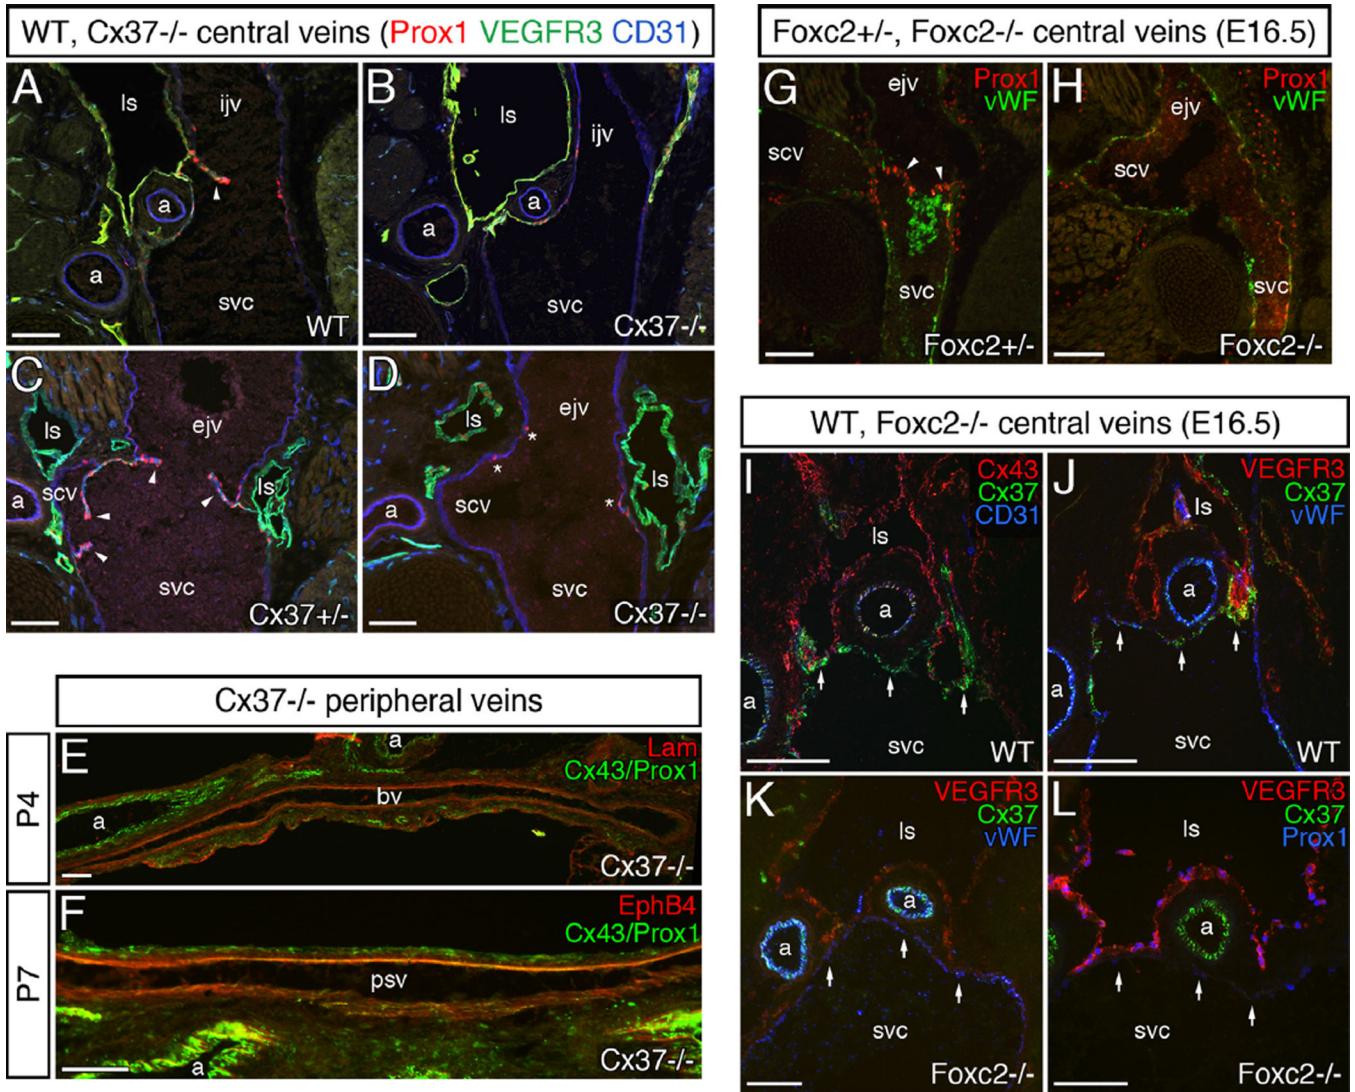 WT, Cx37-/- central veins (Prox1 VEGFR3 CD31)
A
ls
ijv
a
a
svc
WT
B
ls
ijv
a
a
svc
Cx37-/-
C
ls
ejv
scv
ls
a
svc
Cx37+/-
D
ls
ejv
*
*
*
ls
scv
a
svc
Cx37-/-
Cx37-/- peripheral veins
P4
E
a
Lam
Cx43/Prox1
bv
a
Cx37-/-
P7
F
EphB4
Cx43/Prox1
psv
a
Cx37-/-
Foxc2+/-, Foxc2-/- central veins (E16.5)
G
ejv
Prox1
vWF
scv
svc
Foxc2+/-
H
ejv
Prox1
vWF
scv
svc
Foxc2-/-
WT, Foxc2-/- central veins (E16.5)
I
Cx43
Cx37
CD31
ls
a
a
svc
WT
J
VEGFR3
Cx37
vWF
ls
a
a
svc
WT
K
VEGFR3
Cx37
vWF
ls
a
a
svc
Foxc2-/-
L
VEGFR3
Cx37
Prox1
ls
a
svc
Foxc2-/-